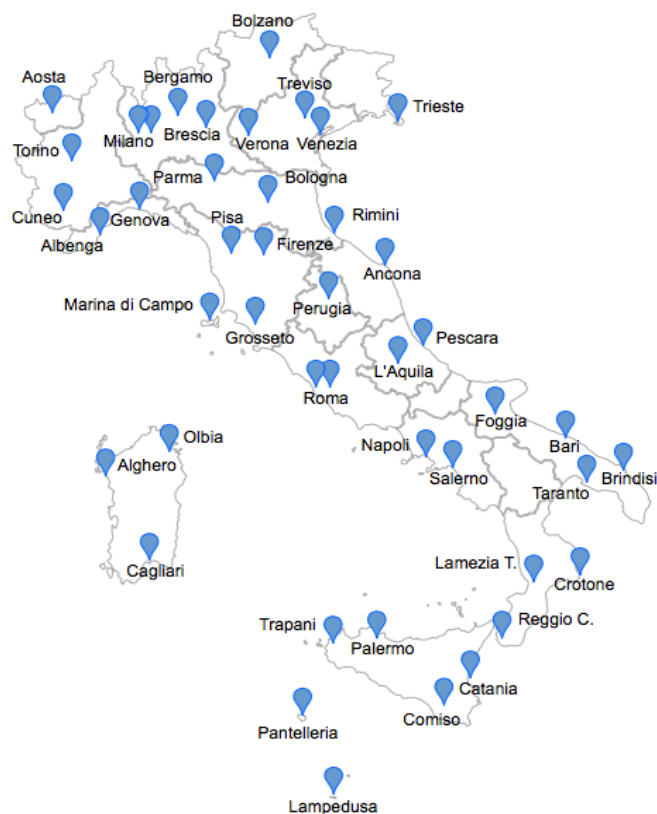 Bolzano
Aosta
Bergamo
Treviso
Trieste
Torino
Milano
Brescia
Verona
Venezia
Parma
Bologna
Cuneo
Genova
Pisa
Rimini
Albenga
Firenze
Ancona
Marina di Campo
Perugia
Grosseto
Pescara
L'Aquila
Roma
Foggia
Olbia
Napoli
Bari
Alghero
Salerno
Brindisi
Taranto
Cagliari
Lamezia T.
Crotone
Trapani
Palermo
Reggio C.
Catania
Comiso
Pantelleria
Lampedusa